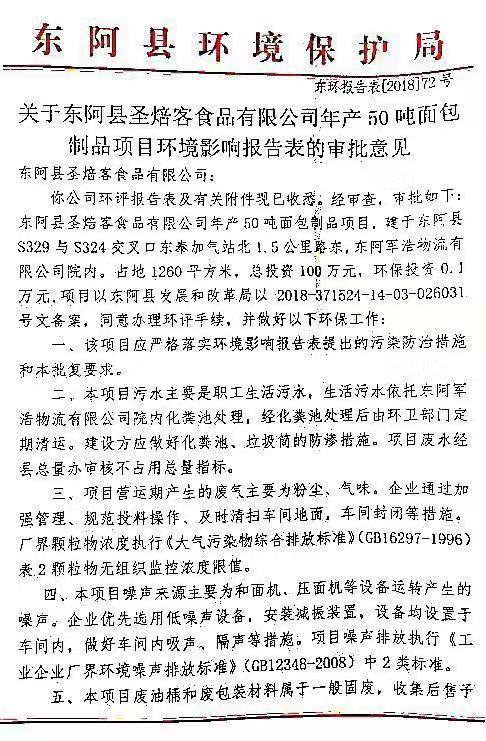 东阿县环境保护局
东环报告表[2018]72号
关于东阿县圣焙客食品有限公司年产50吨面包
制品项目环境影响报告表的审批意见
东阿县圣焙客食品有限公司：
你公司环评报告表及有关附件现已收悉。经审查，审批如下：
东阿县圣焙客食品有限公司年产50吨面包制品项目，建于东阿县
S329与S324交叉口东泰加气站北1.5公里路东，东阿军浩物流有
限公司院内。占地1260平方米，总投资100万元，环保投资0.1
万元，项目以东阿县发展和改革局以2018-371524-14-03-026031
号文备案，同意办理环评手续，并做好以下环保工作：
一、该项目应严格落实环境影响报告表提出的污染防治措施
和本批复要求。
二、本项目污水主要是职工生活污水，生活污水依托东阿军
浩物流有限公司院内化粪池处理，经化粪池处理后由环卫部门定
期清运。建设方应做好化粪池、垃圾筒的防渗措施。项目废水经
县总量办审核不占用总量指标。
三、项目营运期产生的废气主要为粉尘、气味。企业通过加
强管理、规范投料操作、及时清扫车间地面，车间封闭等措施。
厂界颗粒物浓度执行《大气污染物综合排放标准》（GB16297-1996）
表2颗粒物无组织监控浓度限值。
四、本项目噪声来源主要为和面机、压面机等设备运转产生的
噪声。企业优先选用低噪声设备，安装减振装置，设备均设置于
车间内，做好车间内吸声、隔声等措施。项目噪声排放执行《工
业企业厂界环境噪声排放标准》（GB12348-2008）中2类标准。
五、本项目废油桶和废包装材料属于一般固废，收集后售予